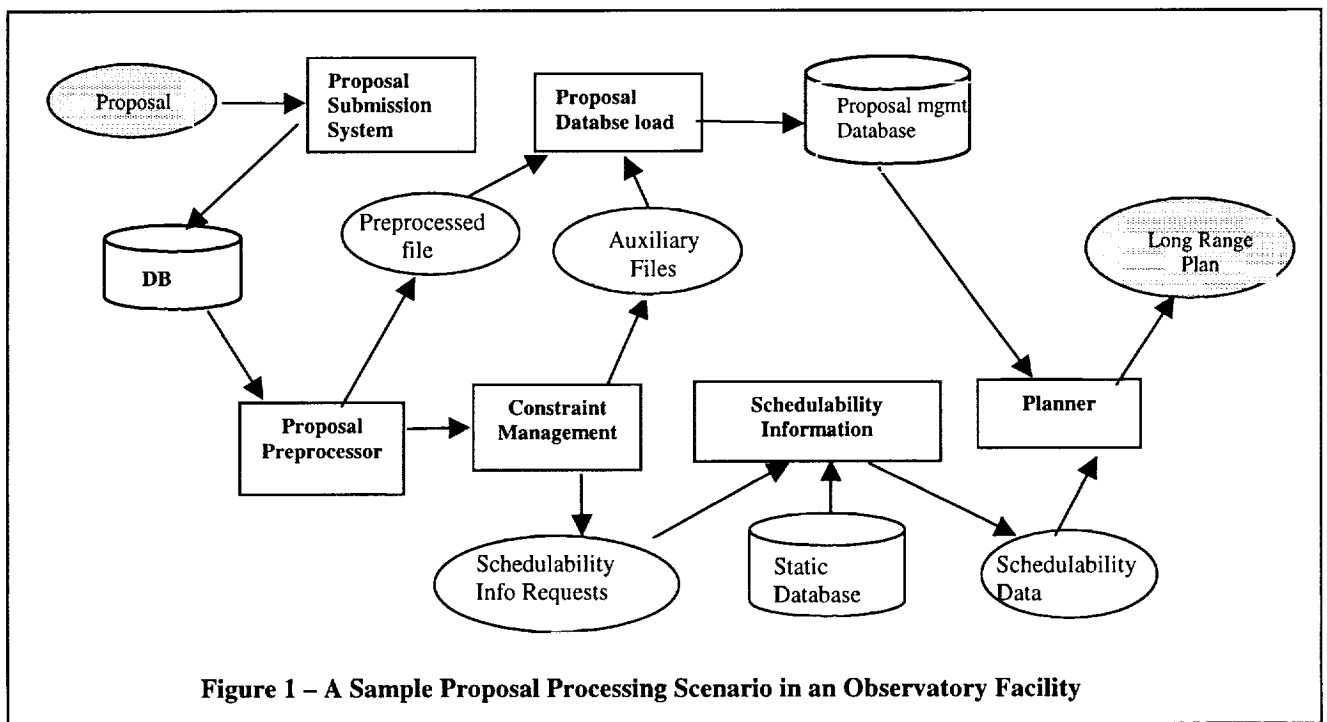 Proposal
Proposal
Submission
System
Proposal
Databse load
Proposal mgmt
Database
DB
Preprocessed
file
Auxiliary
Files
Long Range
Plan
Proposal
Preprocessor
Constraint
Management
Schedulability
Information
Planner
Schedulability
Info Requests
Static
Database
Schedulability
Data
Figure 1 – A Sample Proposal Processing Scenario in an Observatory Facility